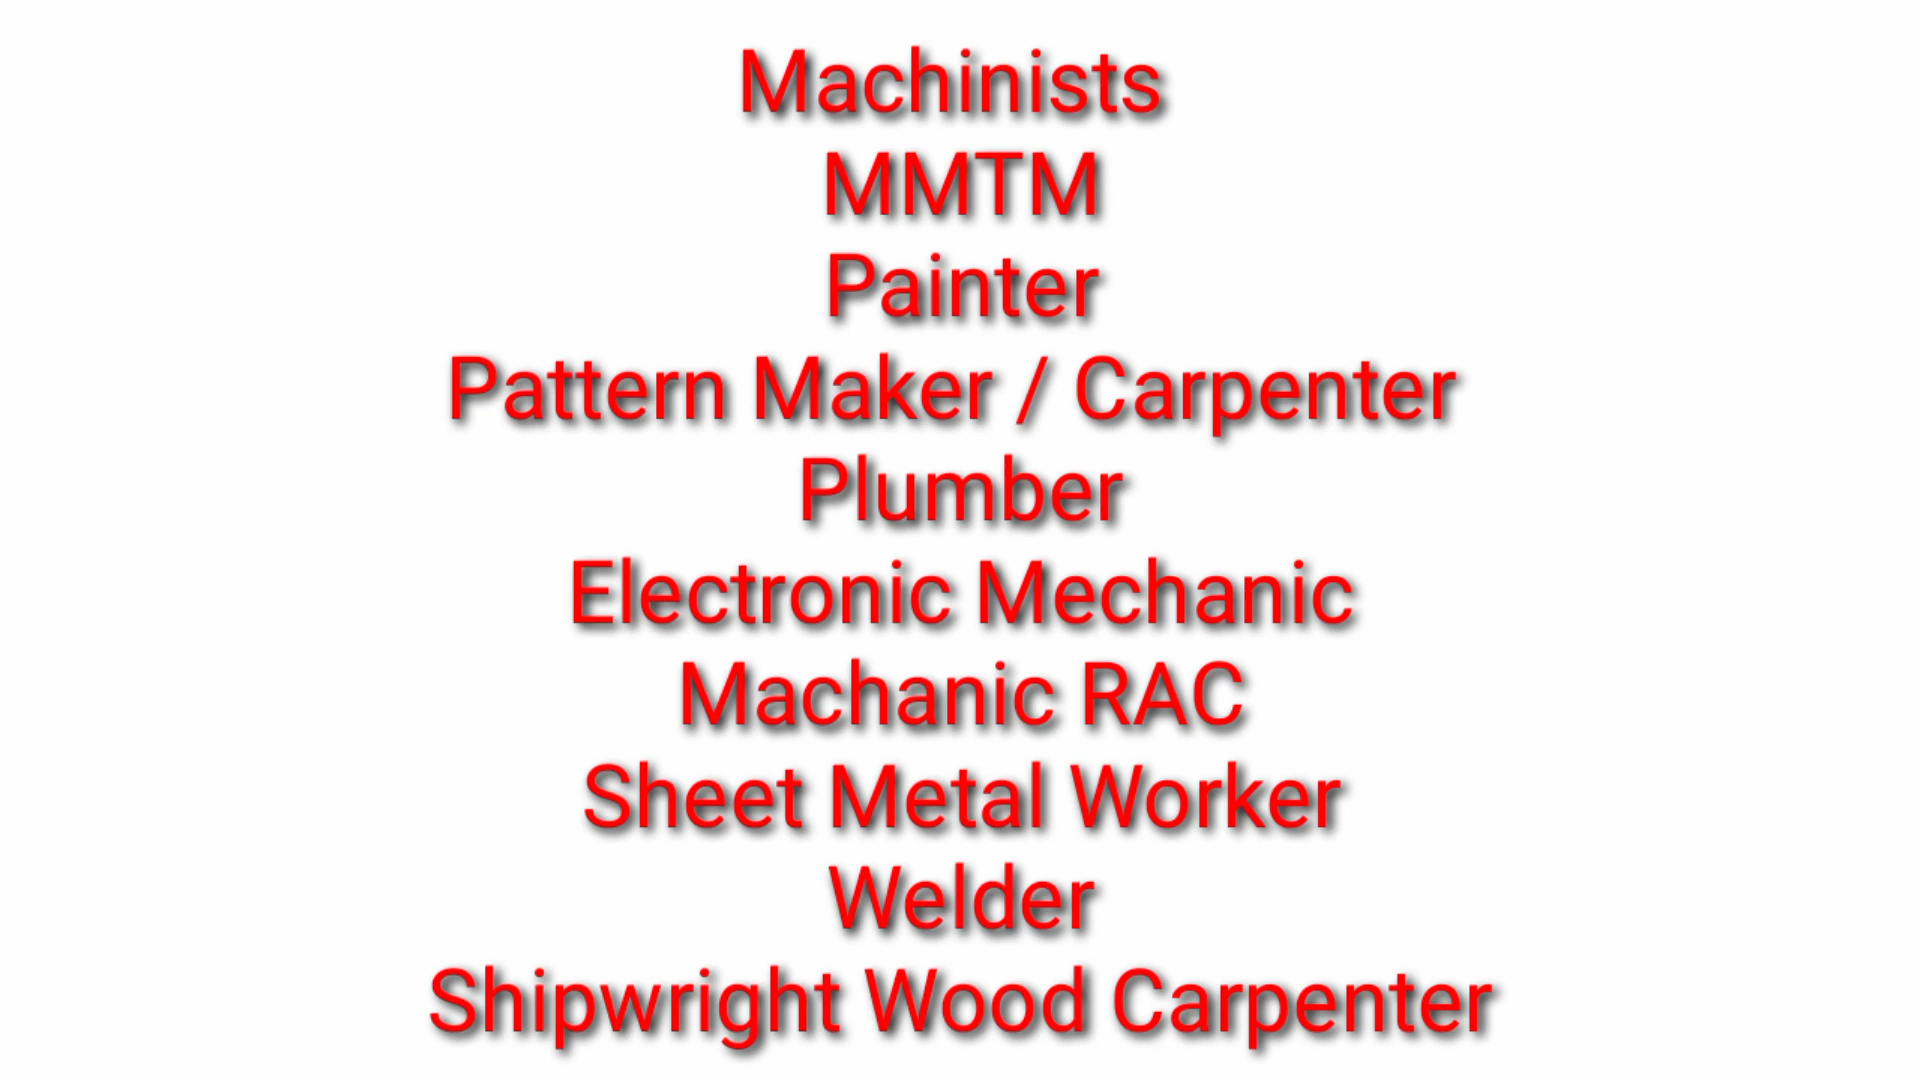 Machinists
MMTM
Painter
Pattern Maker / Carpenter
Plumber
Electronic Mechanic
Machanic RAC
Sheet Metal Worker
Welder
Shipwright Wood Carpenter